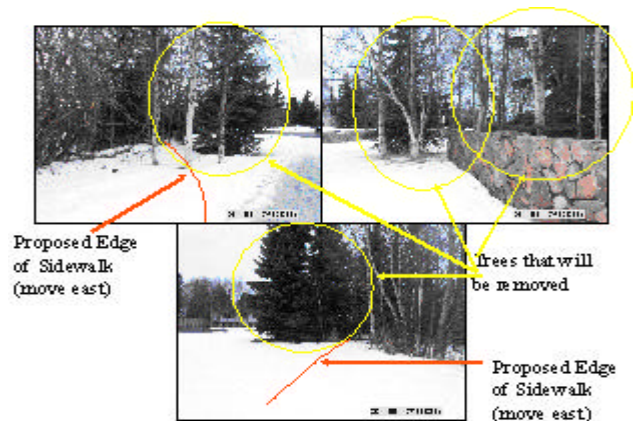 Proposed Edge
of Sidewalk
(move east)
Trees that will
be removed
Proposed Edge
of Sidewalk
(move east)